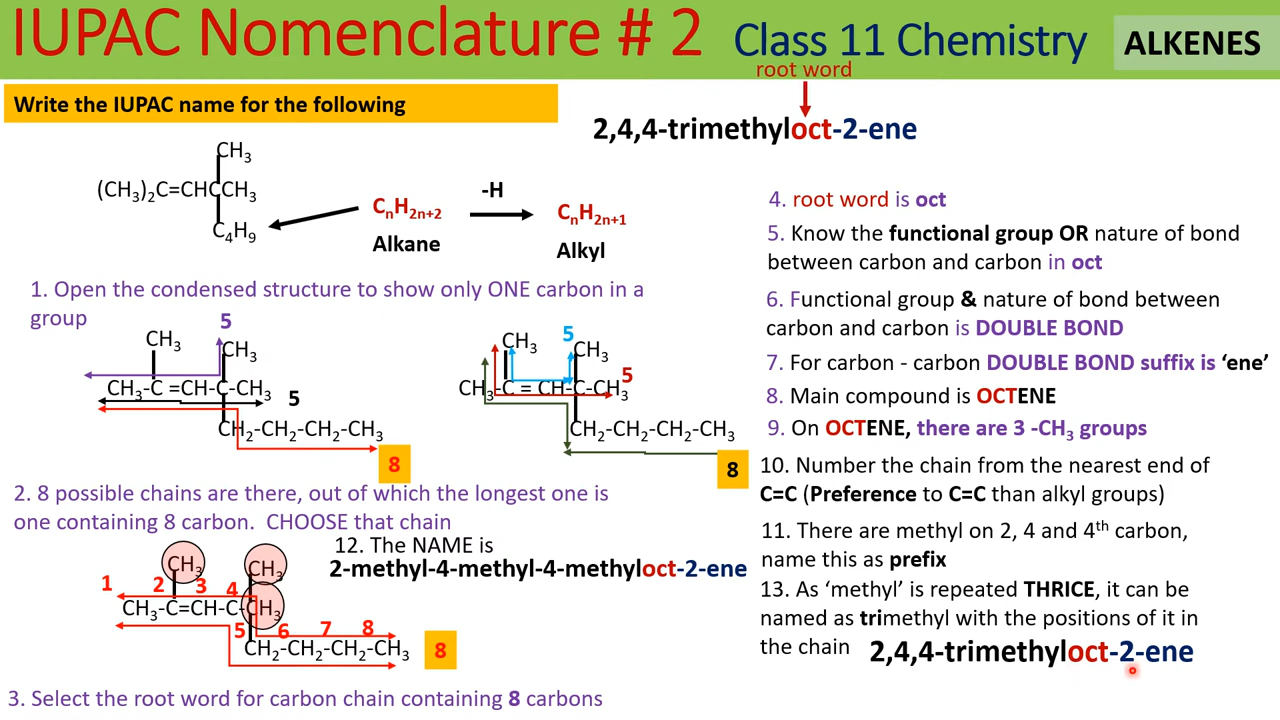 IUPAC Nomenclature # 2 Class 11 Chemistry ALKENES
root word
Write the IUPAC name for the following
2,4,4-trimethyloct-2-ene
CH₃
(CH₃)₂C=CHCCH₃
C₄H₉
CₙH₂ₙ₊₂
Alkane
-H
CₙH₂ₙ₊₁
Alkyl
1. Open the condensed structure to show only ONE carbon in a
group
5
CH₃
CH₃
CH₃-C =CH-C-CH₃
5
CH₂-CH₂-CH₂-CH₃
8
CH₃
5
CH₃
5
CH₃-C = CH-C-CH₃
CH₂-CH₂-CH₂-CH₃
8
2. 8 possible chains are there, out of which the longest one is
one containing 8 carbon. CHOOSE that chain
CH₃
CH₃
1 2 3 4
CH₃-C=CH-C-CH₃
5 6 7 8
CH₂-CH₂-CH₂-CH₃
8
3. Select the root word for carbon chain containing 8 carbons
4. root word is oct
5. Know the functional group OR nature of bond
between carbon and carbon in oct
6. Functional group & nature of bond between
carbon and carbon is DOUBLE BOND
7. For carbon - carbon DOUBLE BOND suffix is ‘ene’
8. Main compound is OCTENE
9. On OCTENE, there are 3 -CH₃ groups
10. Number the chain from the nearest end of
C=C (Preference to C=C than alkyl groups)
11. There are methyl on 2, 4 and 4ᵗʰ carbon,
name this as prefix
12. The NAME is
2-methyl-4-methyl-4-methyloct-2-ene
13. As ‘methyl’ is repeated THRICE, it can be
named as trimethyl with the positions of it in
the chain 2,4,4-trimethyloct-2-ene